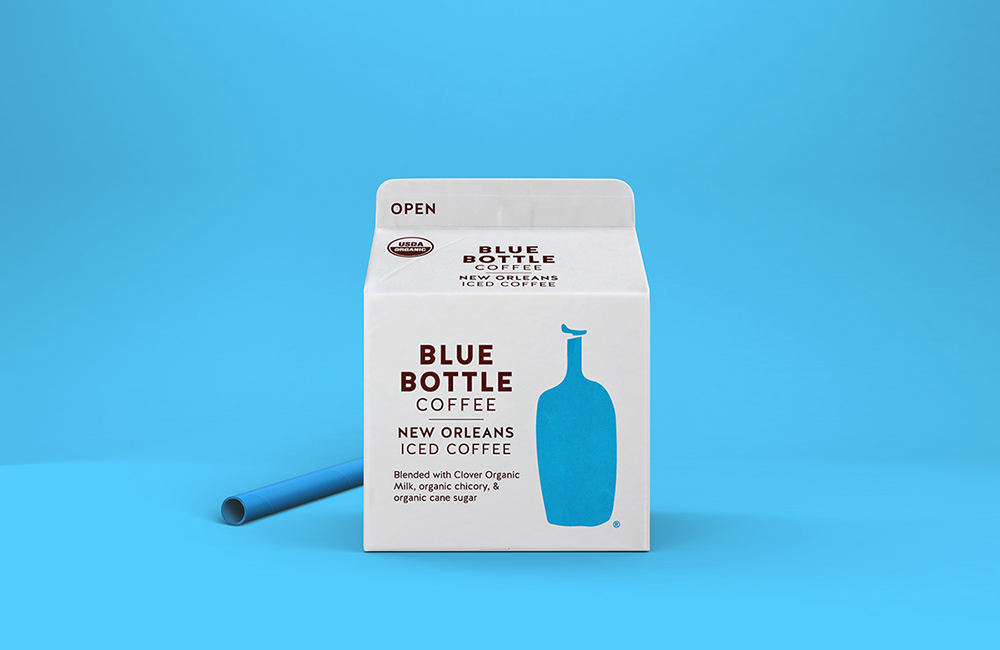 OPEN
USDA
ORGANIC
BLUE
BOTTLE
COFFEE
NEW ORLEANS
ICED COFFEE
BLUE
BOTTLE
COFFEE
NEW ORLEANS
ICED COFFEE
Blended with Clover Organic
Milk, organic chicory, &
organic cane sugar
®